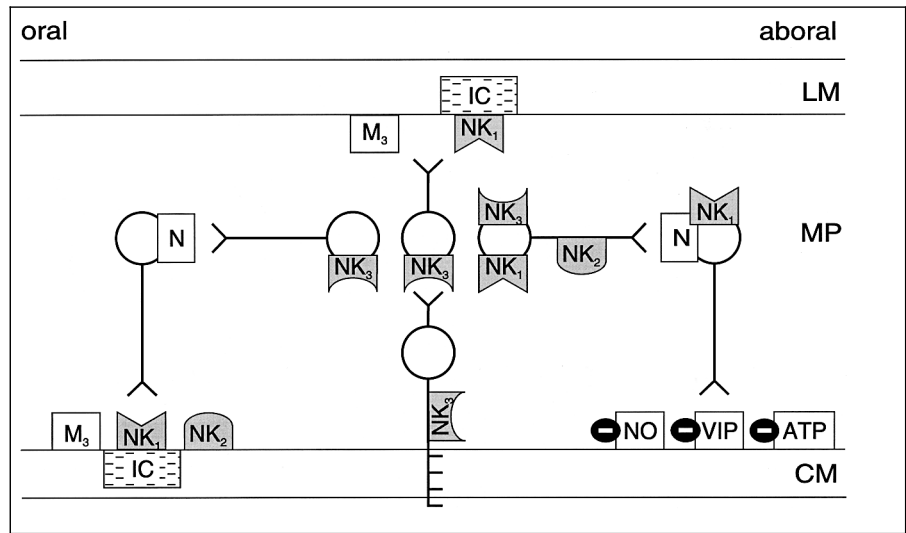 oral aboral
IC LM
M₃ NK₁
NK₃ NK₁
N N MP
NK₃ NK₃ NK₁ NK₂
NK₃
M₃ NK₁ NK₂ NO VIP ATP
IC CM